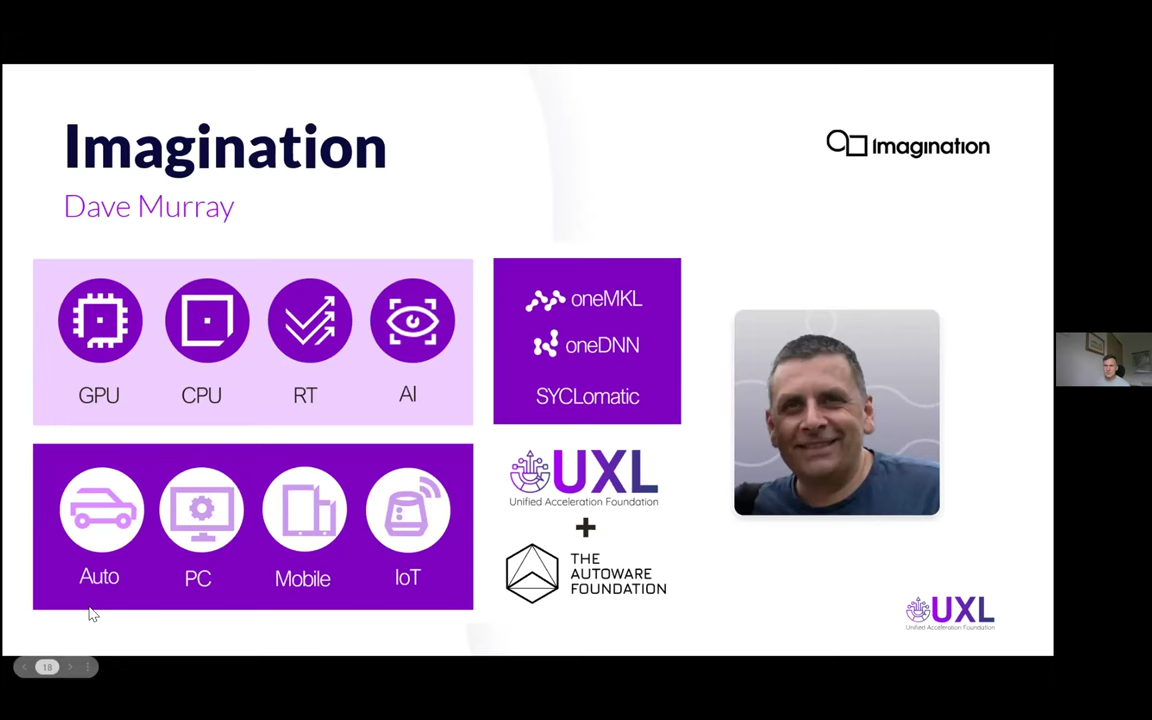 Imagination
Dave Murray
Imagination
GPU
CPU
RT
AI
oneMKL
oneDNN
SYCLomatic
Auto
PC
Mobile
IoT
UXL
Unified Acceleration Foundation
+
THE
AUTOWARE
FOUNDATION
UXL
Unified Acceleration Foundation
18